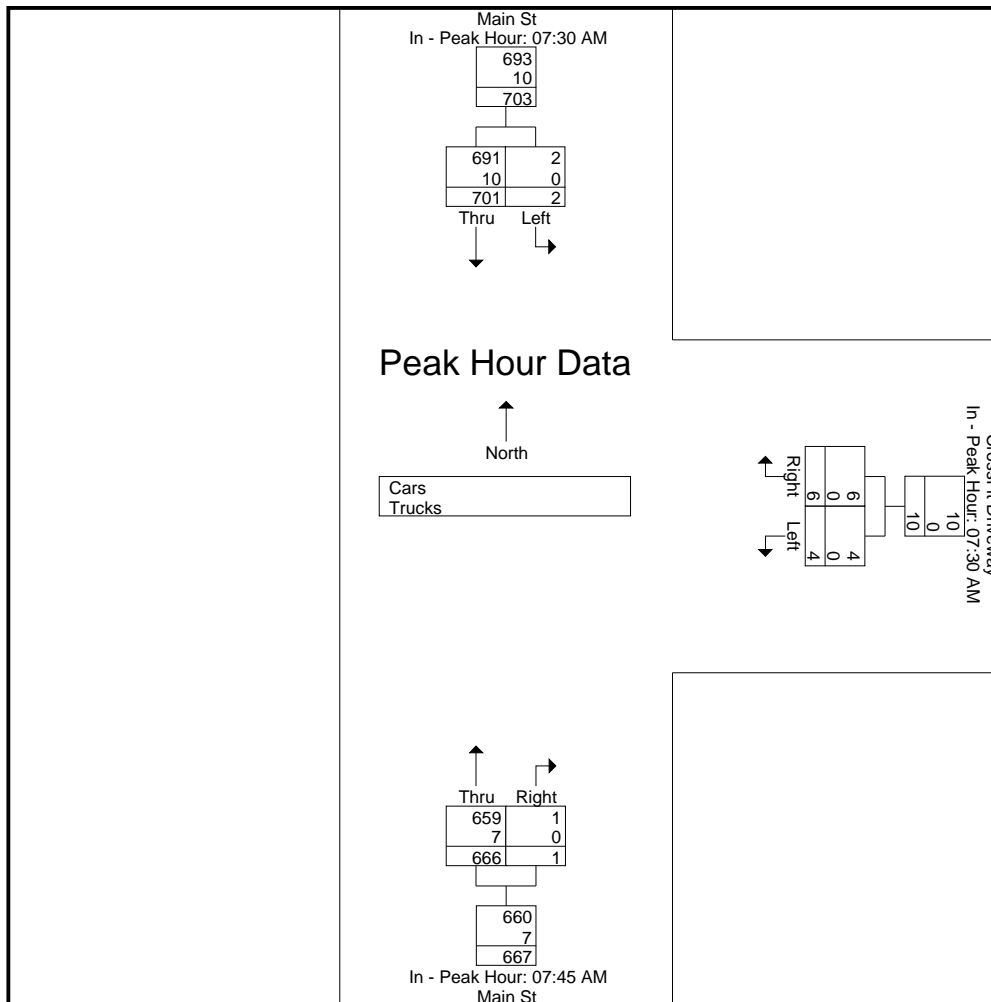 Main St
In - Peak Hour: 07:30 AM
693
10
703
691 2
10 0
701 2
Thru Left
Peak Hour Data
North
Cars
Trucks
Right
6 0 6
Left
4 0 4
10
0
10
In - Peak Hour: 07:30 AM
Driveway
Thru Right
659 1
7 0
666 1
660
7
667
In - Peak Hour: 07:45 AM
Main St